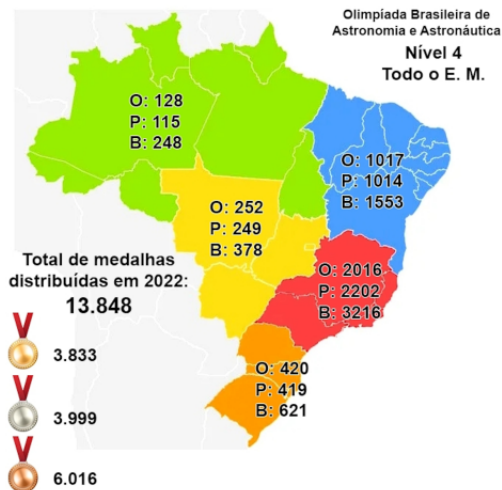 Olimpíada Brasileira de
Astronomia e Astronáutica
Nível 4
Todo o E. M.
O: 128
P: 115
B: 248
O: 1017
P: 1014
B: 1553
O: 252
P: 249
B: 378
Total de medalhas
distribuídas em 2022:
13.848
O: 2016
P: 2202
B: 3216
3.833
O: 420
P: 419
B: 621
3.999
6.016